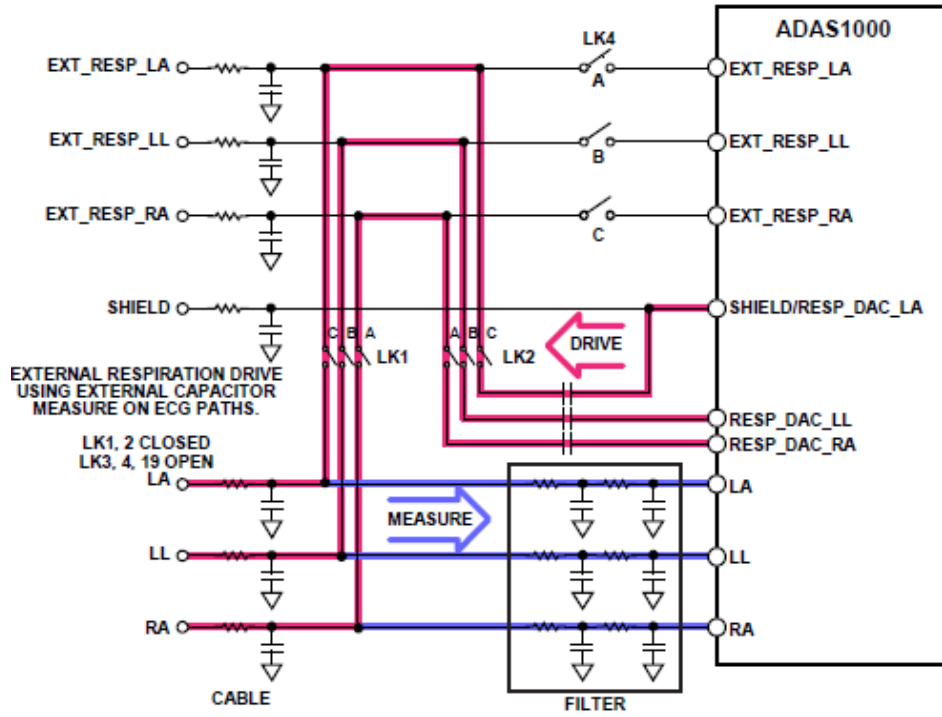 ADAS1000
LK4
EXT_RESP_LA
A
EXT_RESP_LA
EXT_RESP_LL
B
EXT_RESP_LL
EXT_RESP_RA
C
EXT_RESP_RA
SHIELD
SHIELD/RESP_DAC_LA
C B A
LK1
A B C
LK2
DRIVE
EXTERNAL RESPIRATION DRIVE
USING EXTERNAL CAPACITOR
MEASURE ON ECG PATHS.
LK1, 2 CLOSED
LK3, 4, 19 OPEN
RESP_DAC_LL
RESP_DAC_RA
LA
LA
MEASURE
LL
LL
RA
RA
CABLE
FILTER